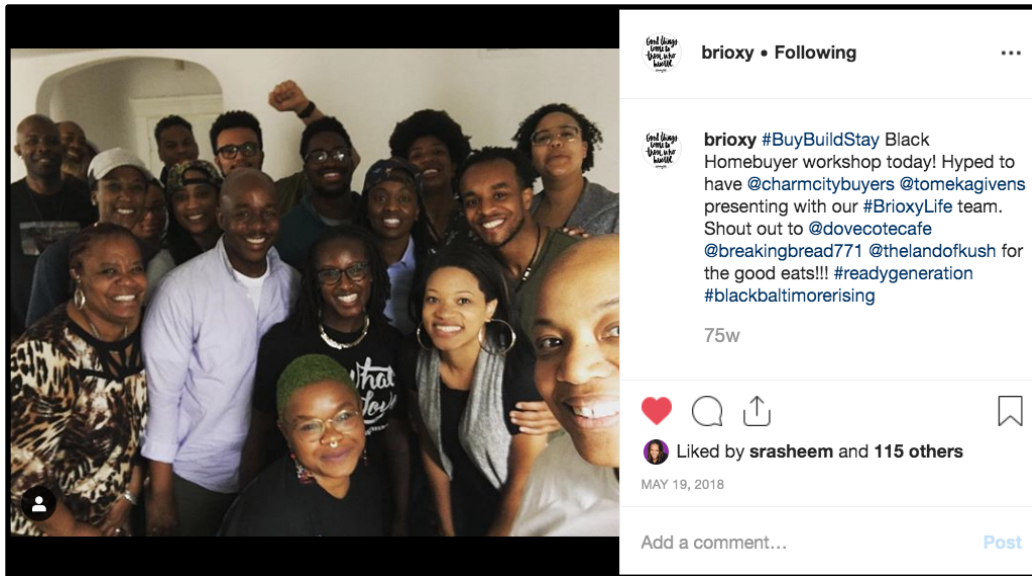 brioxy • Following
brioxy #BuyBuildStay Black
Homebuyer workshop today! Hyped to
have @charmcitybuyers @tomekagivens
presenting with our #BrioxyLife team.
Shout out to @dovecotecafe
@breakingbread771 @thelandofkush for
the good eats!!! #readygeneration
#blackbaltimorerising
75w
Liked by srasheem and 115 others
MAY 19, 2018
Add a comment...
Post